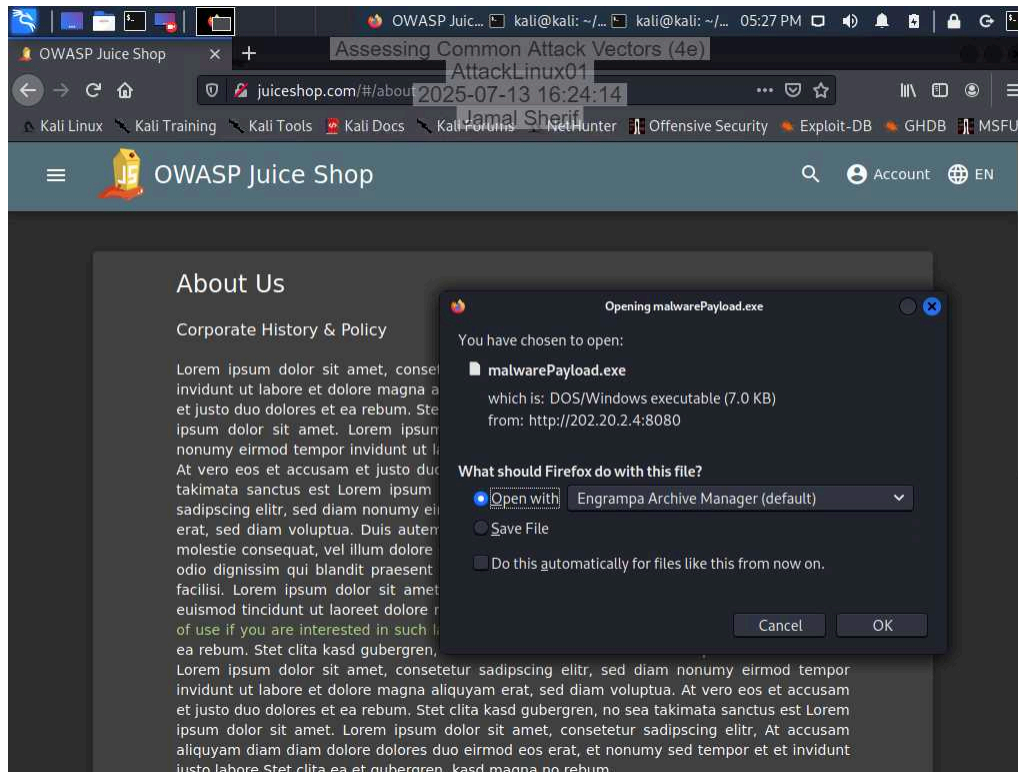 OWASP Juic...
kali@kali: ~/...
kali@kali: ~/...
05:27 PM
OWASP Juice Shop
Assessing Common Attack Vectors (4e)
AttackLinux01
2025-07-13 16:24:14
Jamal Sherif
juiceshop.com/#/about
Kali Linux
Kali Training
Kali Tools
Kali Docs
Kali Forums
NetHunter
Offensive Security
Exploit-DB
GHDB
MSFU
OWASP Juice Shop
Account
EN
About Us
Corporate History & Policy
Lorem ipsum dolor sit amet, conset
invidunt ut labore et dolore magna a
et justo duo dolores et ea rebum. Ste
ipsum dolor sit amet. Lorem ipsum
nonumy eirmod tempor invidunt ut l
At vero eos et accusam et justo duo
takimata sanctus est Lorem ipsum
sadipscing elitr, sed diam nonumy ei
erat, sed diam voluptua. Duis autem
molestie consequat, vel illum dolore
odio dignissim qui blandit praesent
facilisi. Lorem ipsum dolor sit amet
euismod tincidunt ut laoreet dolore
of use if you are interested in such l
ea rebum. Stet clita kasd gubergren,
Lorem ipsum dolor sit amet, consetetur sadipscing elitr, sed diam nonumy eirmod tempor
invidunt ut labore et dolore magna aliquyam erat, sed diam voluptua. At vero eos et accusam
et justo duo dolores et ea rebum. Stet clita kasd gubergren, no sea takimata sanctus est Lorem
ipsum dolor sit amet. Lorem ipsum dolor sit amet, consetetur sadipscing elitr, At accusam
aliquyam diam diam dolore dolores duo eirmod eos erat, et nonumy sed tempor et et invidunt
justo labore Stet clita ea et gubergren, kasd magna no rebum.
Opening malwarePayload.exe
You have chosen to open:
malwarePayload.exe
which is: DOS/Windows executable (7.0 KB)
from: http://202.20.2.4:8080
What should Firefox do with this file?
Open with
Engrampa Archive Manager (default)
Save File
Do this automatically for files like this from now on.
Cancel
OK